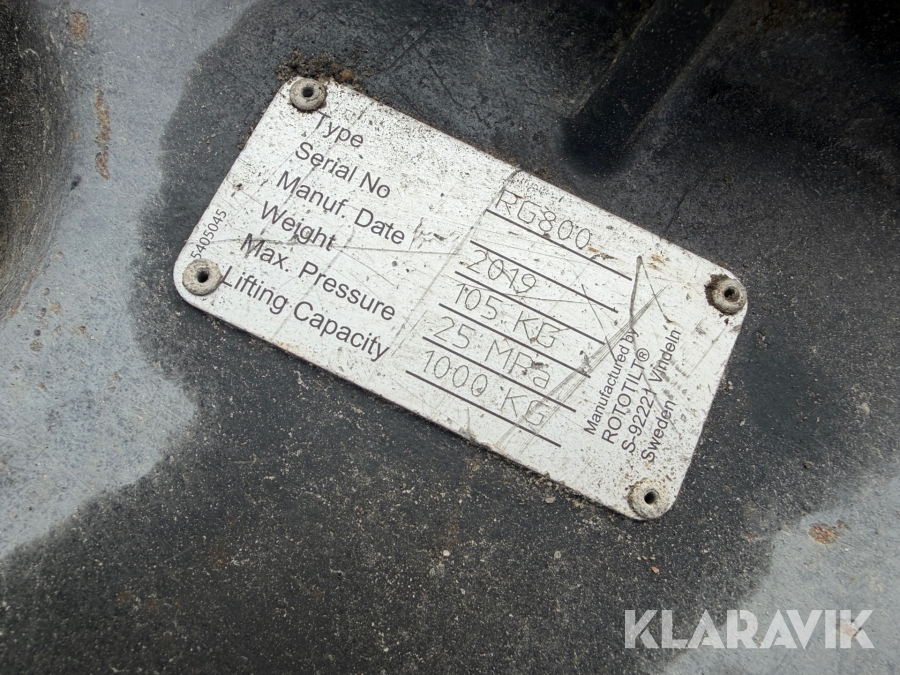 Type RG800
Serial No
Manuf. Date 2019
Weight 105 KG
Max. Pressure 25 MPa
Lifting Capacity 1000 KG
5405045
Manufactured by
ROTOTILT®
S-92221 Vindeln
Sweden
KLARAVIK